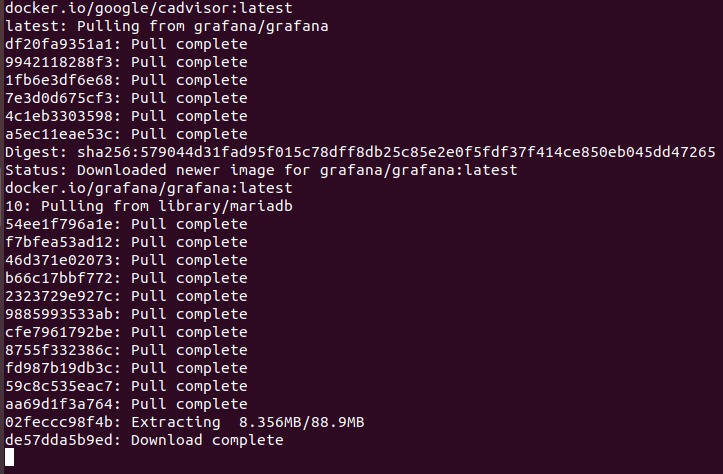 docker.io/google/cadvisor:latest
latest: Pulling from grafana/grafana
df20fa9351a1: Pull complete
9942118288f3: Pull complete
1fb6e3df6e68: Pull complete
7e3d0d675cf3: Pull complete
4c1eb3303598: Pull complete
a5ec11eae53c: Pull complete
Digest: sha256:579044d31fad95f015c78dff8db25c85e2e0f5fdf37f414ce850eb045dd47265
Status: Downloaded newer image for grafana/grafana:latest
docker.io/grafana/grafana:latest
10: Pulling from library/mariadb
54ee1f796a1e: Pull complete
f7bfea53ad12: Pull complete
46d371e02073: Pull complete
b66c17bbf772: Pull complete
2323729e927c: Pull complete
9885993533ab: Pull complete
cfe7961792be: Pull complete
8755f332386c: Pull complete
fd987b19db3c: Pull complete
59c8c535eac7: Pull complete
aa69d1f3a764: Pull complete
02feccc98f4b: Extracting  8.356MB/88.9MB
de57dda5b9ed: Download complete